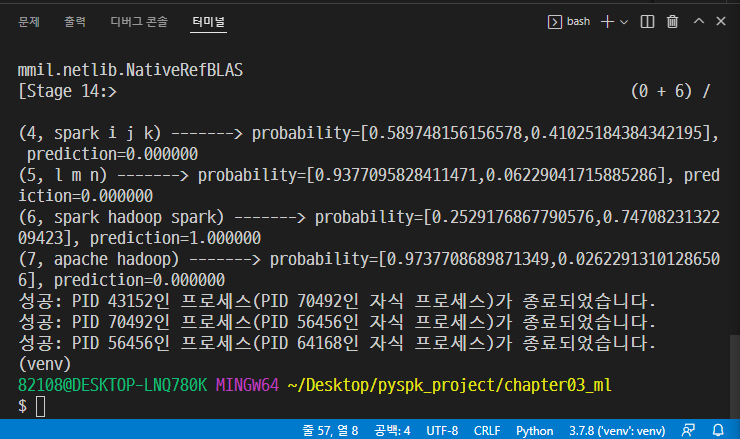 문제 출력 디버그 콘솔 터미널 bash
mmil.netlib.NativeRefBLAS
[Stage 14:> (0 + 6) /
(4, spark i j k) -------> probability=[0.589748156156578,0.41025184384342195],
prediction=0.000000
(5, l m n) -------> probability=[0.9377095828411471,0.06229041715885286], pred
iction=0.000000
(6, spark hadoop spark) -------> probability=[0.2529176867790576,0.74708231322
09423], prediction=1.000000
(7, apache hadoop) -------> probability=[0.9737708689871349,0.0262291310128650
6], prediction=0.000000
성공: PID 43152인 프로세스(PID 70492인 자식 프로세스)가 종료되었습니다.
성공: PID 70492인 프로세스(PID 56456인 자식 프로세스)가 종료되었습니다.
성공: PID 56456인 프로세스(PID 64168인 자식 프로세스)가 종료되었습니다.
(venv)
82108@DESKTOP-LNQ780K MINGW64 ~/Desktop/pyspk_project/chapter03_ml
$
줄 57, 열 8 공백: 4 UTF-8 CRLF Python 3.7.8 ('venv': venv)